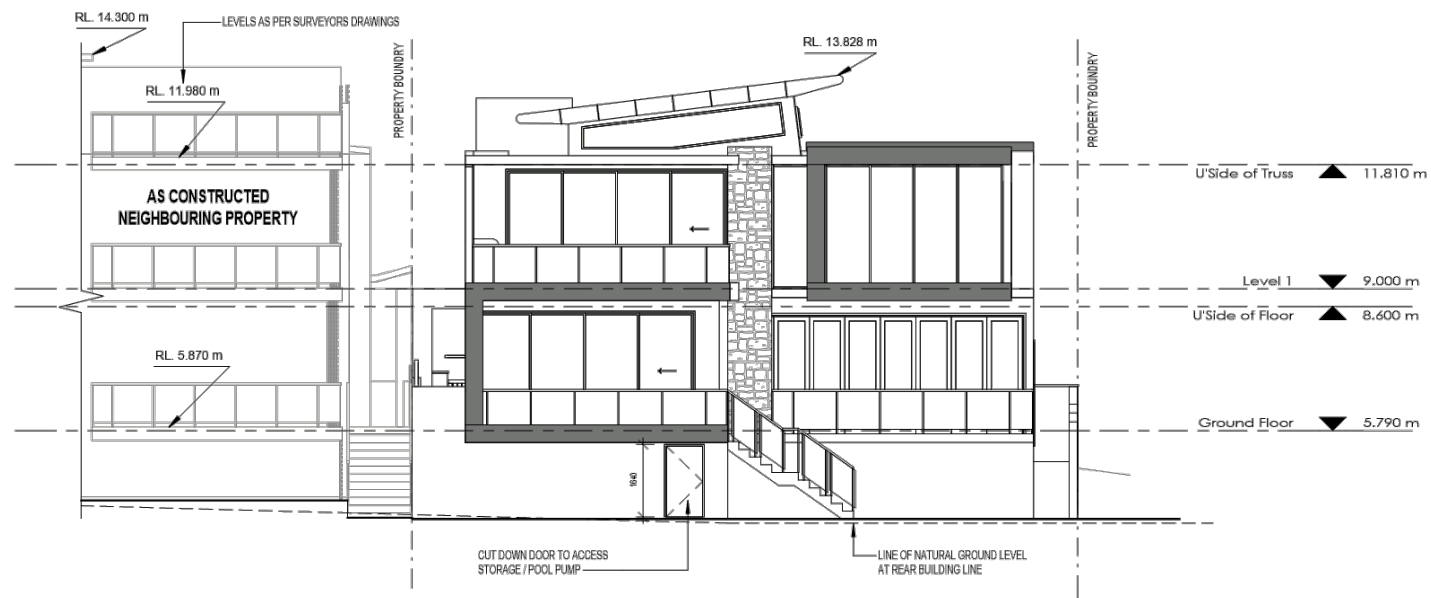 RL. 14.300 m
LEVELS AS PER SURVEYORS DRAWINGS
RL. 11.980 m
PROPERTY BOUNDRY
RL. 13.828 m
PROPERTY BOUNDRY
AS CONSTRUCTED
NEIGHBOURING PROPERTY
U'Side of Truss 11.810 m
Level 1 9.000 m
U'Side of Floor 8.600 m
RL. 5.870 m
Ground Floor 5.790 m
1640
CUT DOWN DOOR TO ACCESS
STORAGE / POOL PUMP
LINE OF NATURAL GROUND LEVEL
AT REAR BUILDING LINE